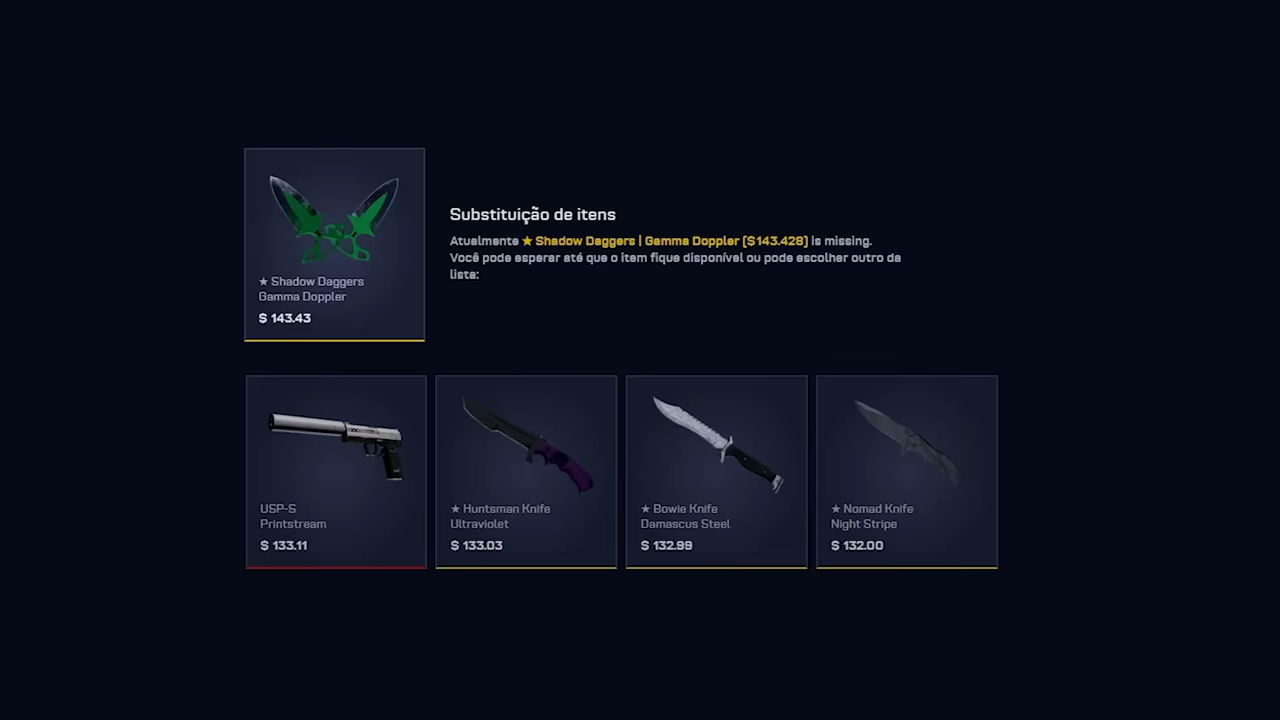 ★ Shadow Daggers
Gamma Doppler
$ 143.43
Substituição de itens
Atualmente ★ Shadow Daggers | Gamma Doppler ($143.428) is missing.
Você pode esperar até que o item fique disponível ou pode escolher outro da
lista:
USP-S
Printstream
$ 133.11
★ Huntsman Knife
Ultraviolet
$ 133.03
★ Bowie Knife
Damascus Steel
$ 132.99
★ Nomad Knife
Night Stripe
$ 132.00